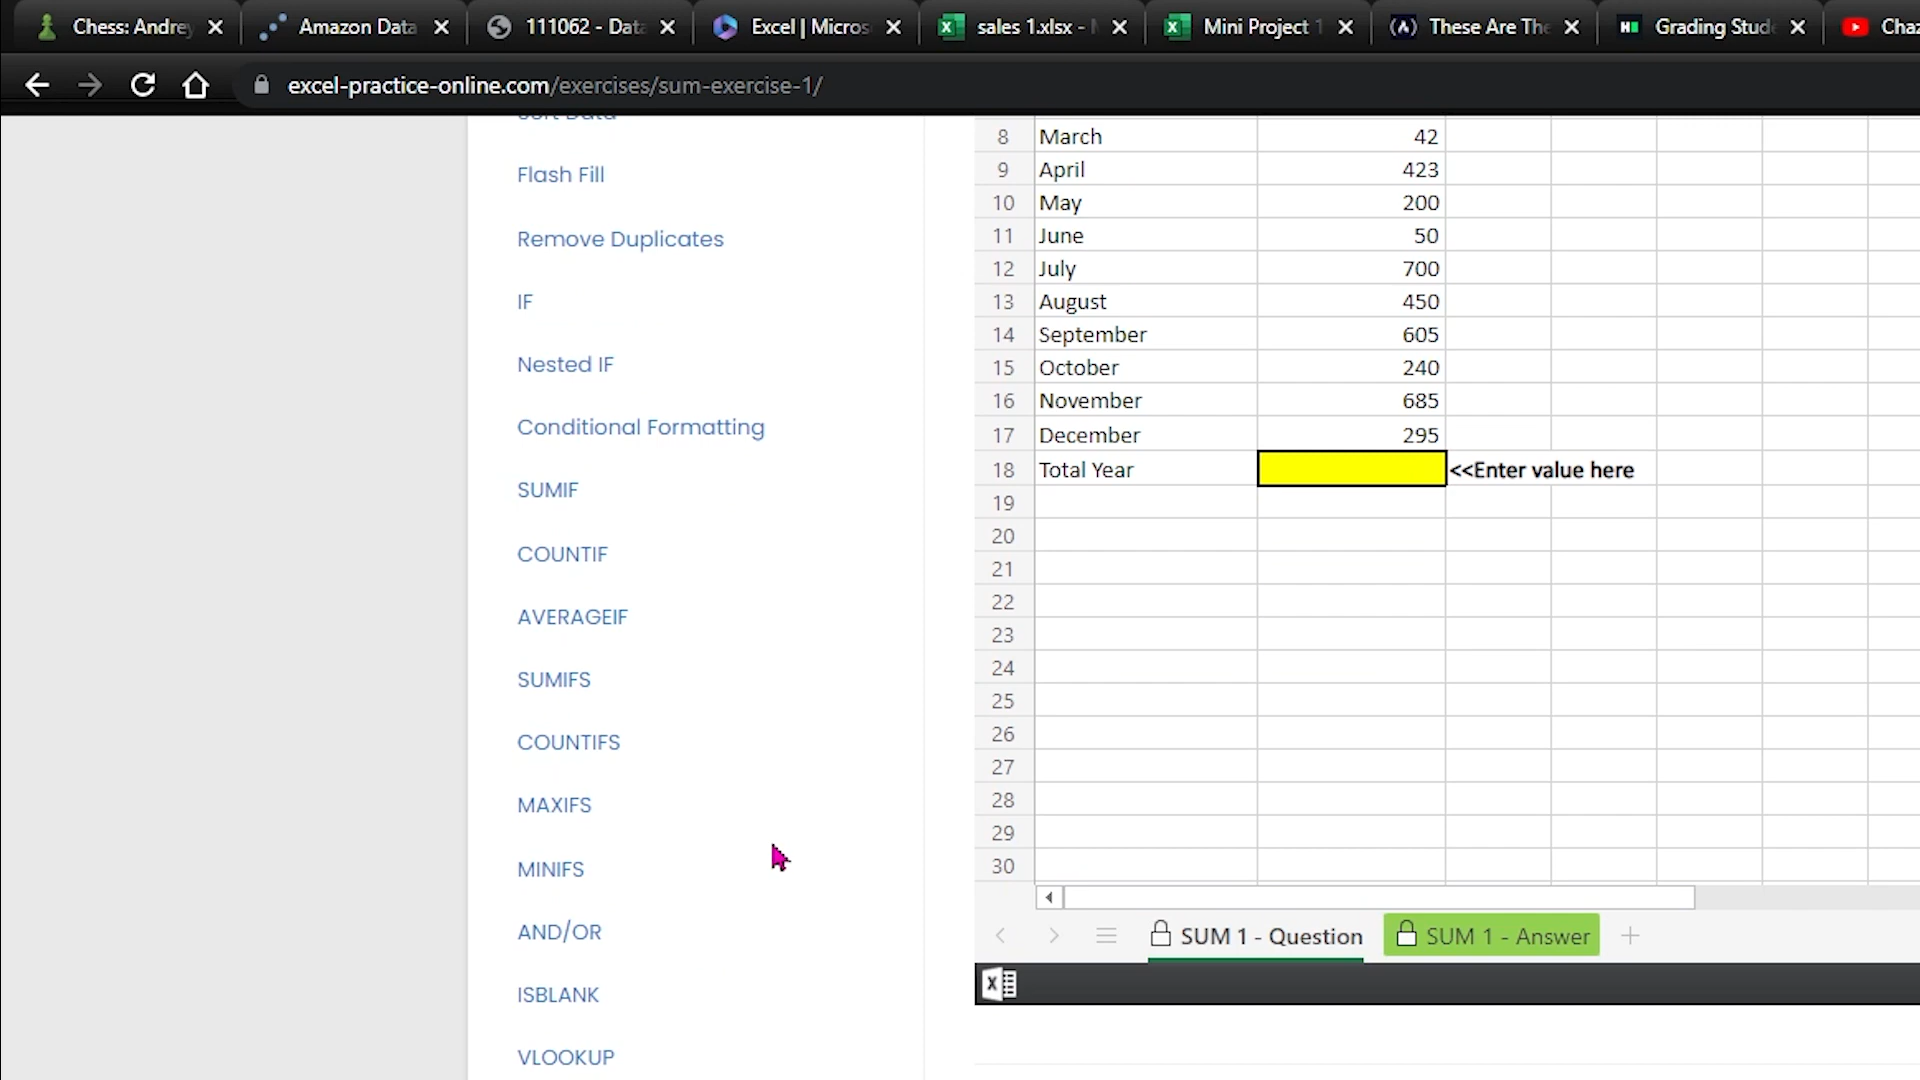 Chess: Andrey
Amazon Data
111062 - Data
Excel | Micros
sales 1.xlsx -
Mini Project 1
These Are The
Grading Stude
Chaz
excel-practice-online.com/exercises/sum-exercise-1/
Sort Data
Flash Fill
Remove Duplicates
IF
Nested IF
Conditional Formatting
SUMIF
COUNTIF
AVERAGEIF
SUMIFS
COUNTIFS
MAXIFS
MINIFS
AND/OR
ISBLANK
VLOOKUP
8 March 42
9 April 423
10 May 200
11 June 50
12 July 700
13 August 450
14 September 605
15 October 240
16 November 685
17 December 295
18 Total Year <<Enter value here
19
20
21
22
23
24
25
26
27
28
29
30
SUM 1 - Question SUM 1 - Answer